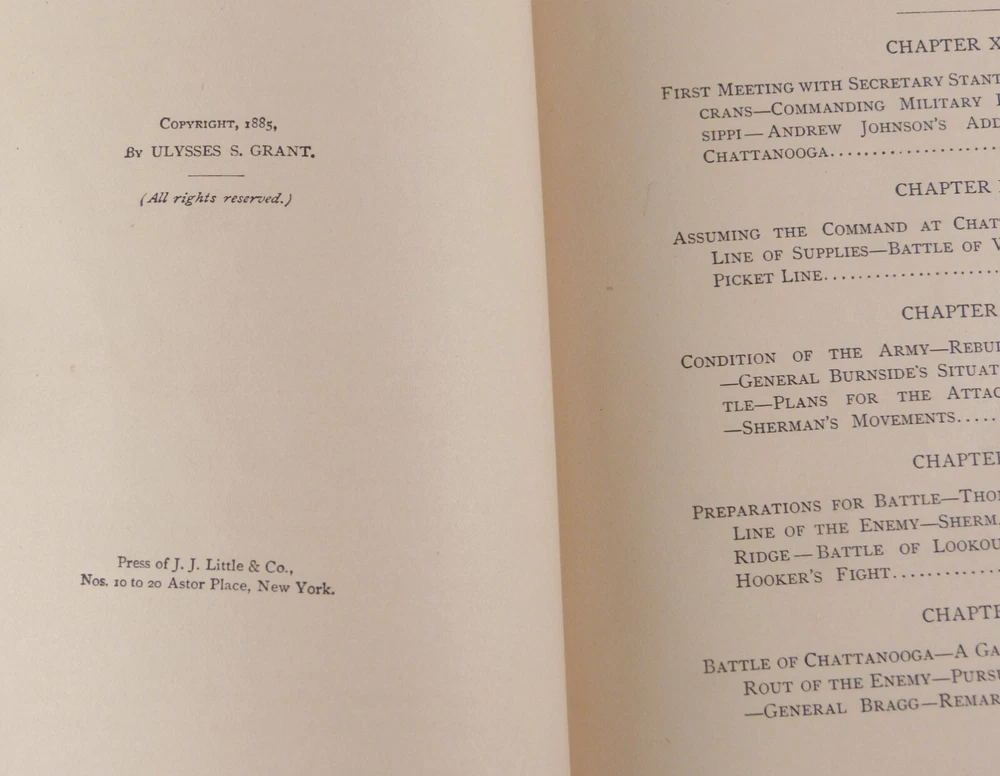 COPYRIGHT, 1885,
BY ULYSSES S. GRANT.
(All rights reserved.)
Press of J. J. Little & Co.,
Nos. 10 to 20 Astor Place, New York.
CHAPTER
FIRST MEETING WITH SECRETARY
CRANS—COMMANDING MILITARY
SIPPI—ANDREW JOHNSON'S
CHATTANOOGA....................
CHAPTER
ASSUMING THE COMMAND AT
LINE OF SUPPLIES—BATTLE OF
PICKET LINE....................
CHAPTER
CONDITION OF THE ARMY—
—GENERAL BURNSIDE'S
TLE—PLANS FOR THE
—SHERMAN'S MOVEMENTS.....
PREPARATIONS FOR BATTLE—
LINE OF THE ENEMY—
RIDGE—BATTLE OF
HOOKER'S FIGHT.............
BATTLE OF CHATTANOOGA—A
ROUT OF THE ENEMY—
—GENERAL BRAGG—